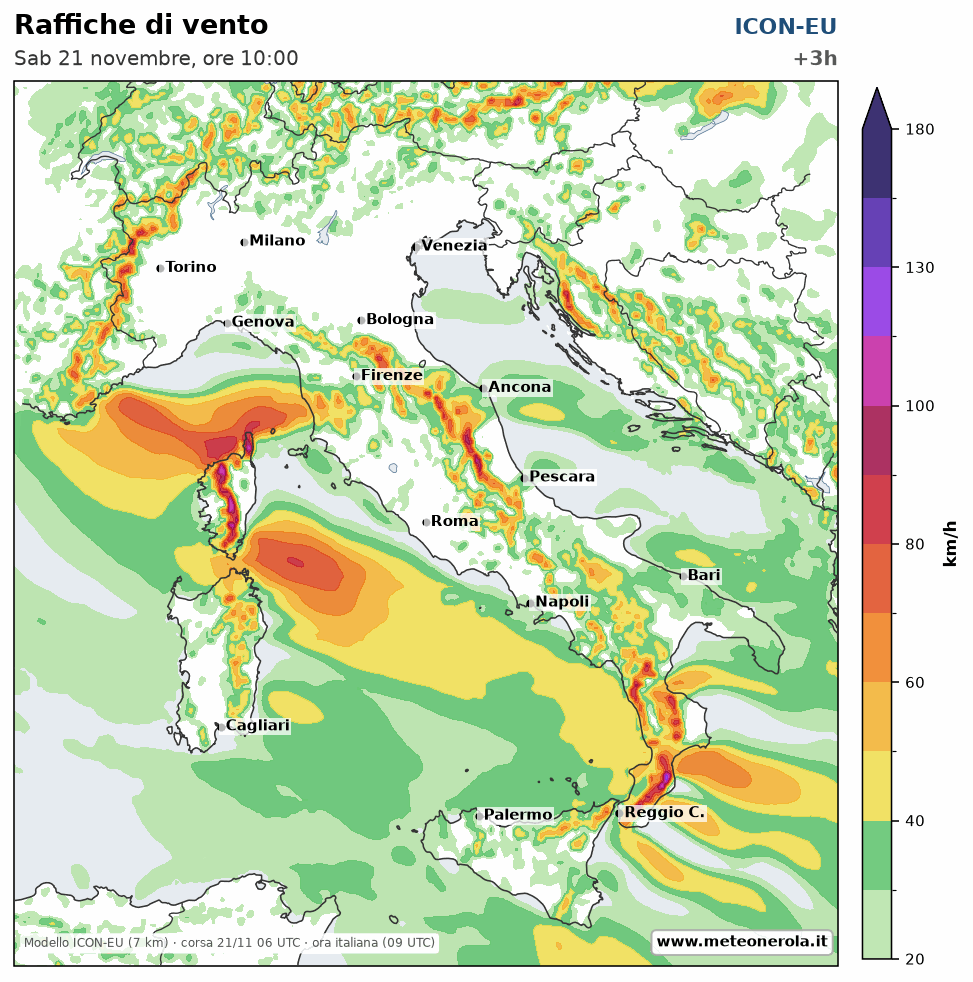 Raffiche di vento
ICON-EU
Sab 21 novembre, ore 10:00
+3h
180
Milano
Venezia
Torino
130
Genova
Bologna
Firenze
Ancona
100
Pescara
Roma
80
km/h
Bari
Napoli
60
Cagliari
Palermo
Reggio C.
40
Modello ICON-EU (7 km) · corsa 21/11 06 UTC · ora italiana (09 UTC)
www.meteonerola.it
20